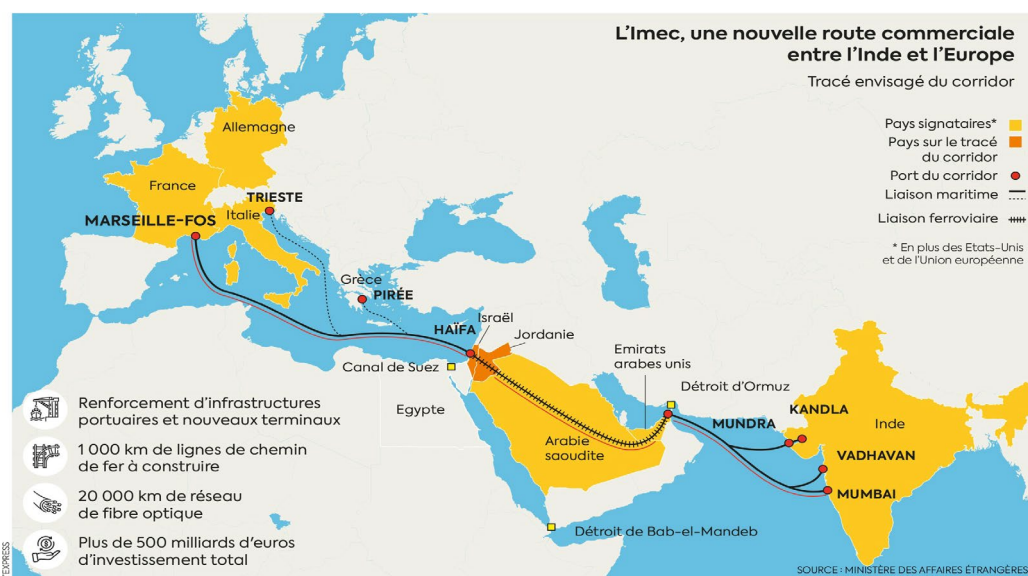 L'Imec, une nouvelle route commerciale
entre l'Inde et l'Europe
Tracé envisagé du corridor
Pays signataires*
Pays sur le tracé
du corridor
Port du corridor
Liaison maritime
Liaison ferroviaire
* En plus des Etats-Unis
et de l'Union européenne
Allemagne
France
TRIESTE
Italie
MARSEILLE-FOS
Grèce
PIRÉE
Israël
HAÏFA
Jordanie
Canal de Suez
Emirats
arabes unis
Détroit d'Ormuz
Egypte
KANDLA
MUNDRA
Inde
Arabie
saoudite
VADHAVAN
MUMBAI
Détroit de Bab-el-Mandeb
Renforcement d'infrastructures
portuaires et nouveaux terminaux
1 000 km de lignes de chemin
de fer à construire
20 000 km de réseau
de fibre optique
Plus de 500 milliards d'euros
d'investissement total
L'EXPRESS
SOURCE : MINISTÈRE DES AFFAIRES ÉTRANGÈRES